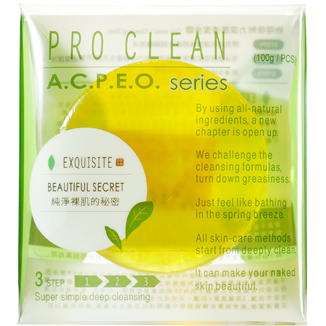 PRO CLEAN
(100g / PCS)
A.C.P.E.O. series
By using all-natural
ingredients, a new
chapter is open up.
We challenge the
cleansing formulas,
turn down greasiness.
Just feel like bathing
in the spring breeze.
All skin-care methods
start from deeply clean.
It can make your naked
skin beautiful.
EXQUISITE
BEAUTIFUL SECRET
純淨裸肌的秘密
3 STEP 1 2 3
Super simple deep cleansing.